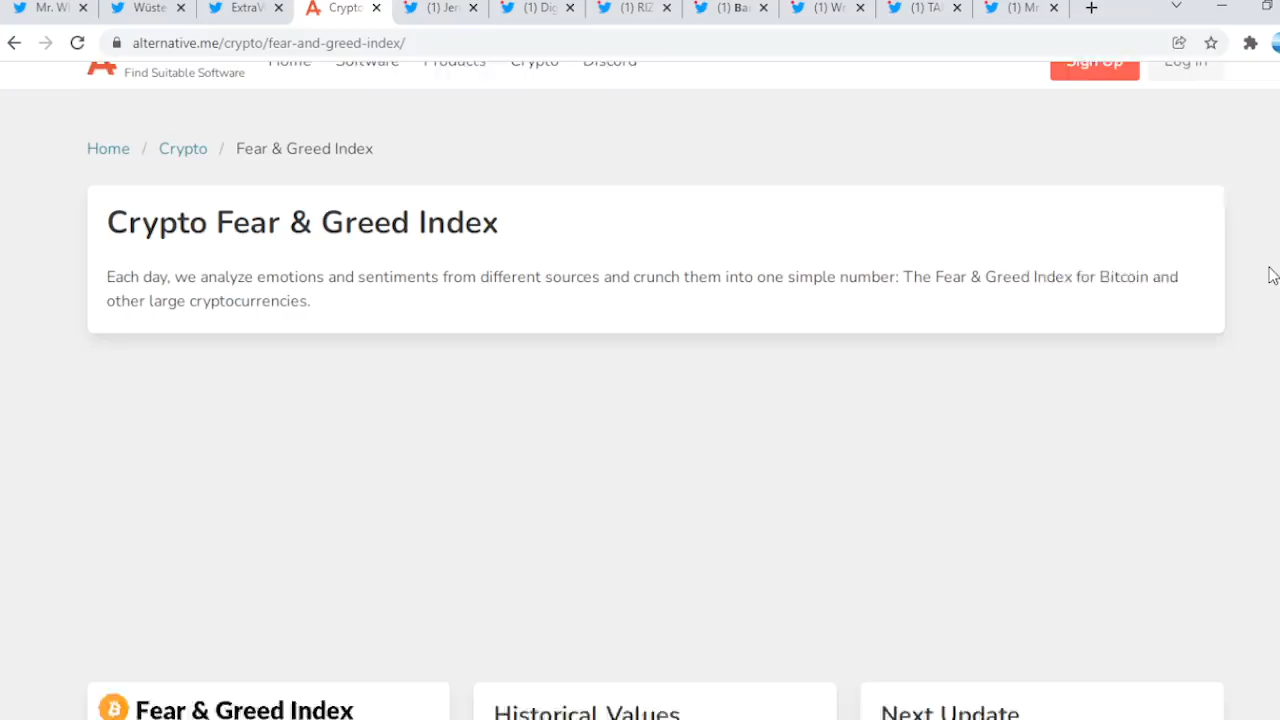 Mr. Wi
Wüste
ExtraV
Crypto
(1) Jer
(1) Dig
(1) RIZ
(1) Bai
(1) Wr
(1) TAI
(1) Mr
alternative.me/crypto/fear-and-greed-index/
Home Software Products Crypto Discord
Sign Up Log In
Find Suitable Software
Home / Crypto / Fear & Greed Index
Crypto Fear & Greed Index
Each day, we analyze emotions and sentiments from different sources and crunch them into one simple number: The Fear & Greed Index for Bitcoin and
other large cryptocurrencies.
Fear & Greed Index
Historical Values
Next Update